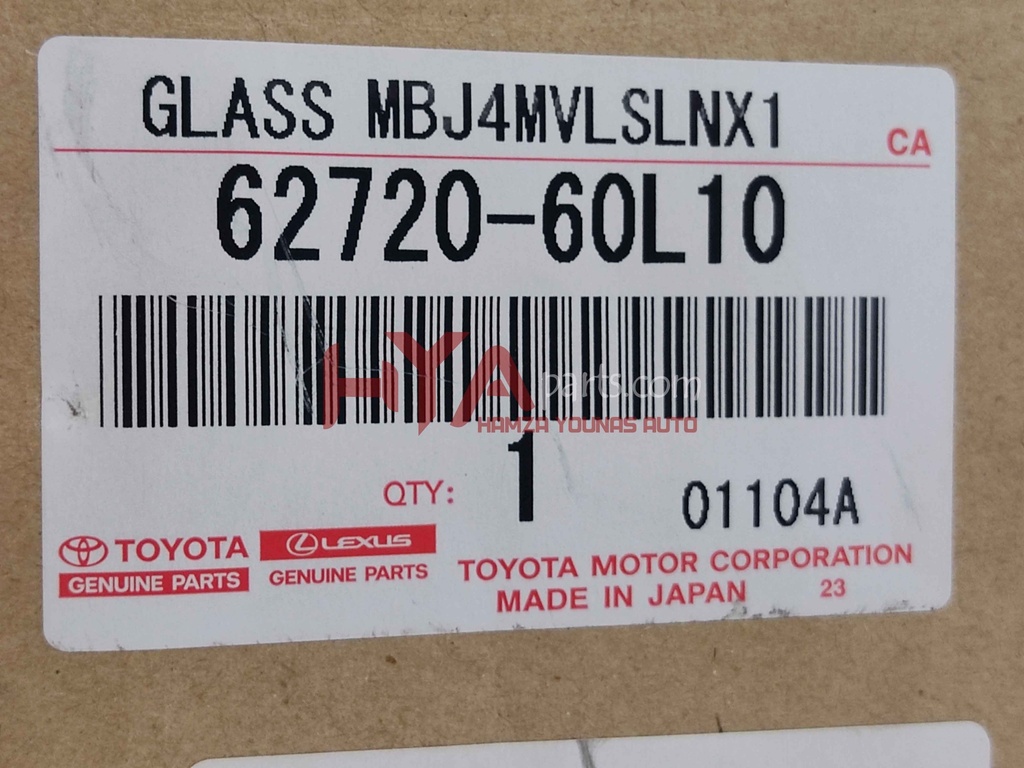 GLASS MBJ4MVLSLNX1
CA
62720-60L10
HYA parts.com
HAMZA YOUNAS AUTO
QTY: 1
01104A
TOYOTA
GENUINE PARTS
LEXUS
GENUINE PARTS
TOYOTA MOTOR CORPORATION
MADE IN JAPAN 23